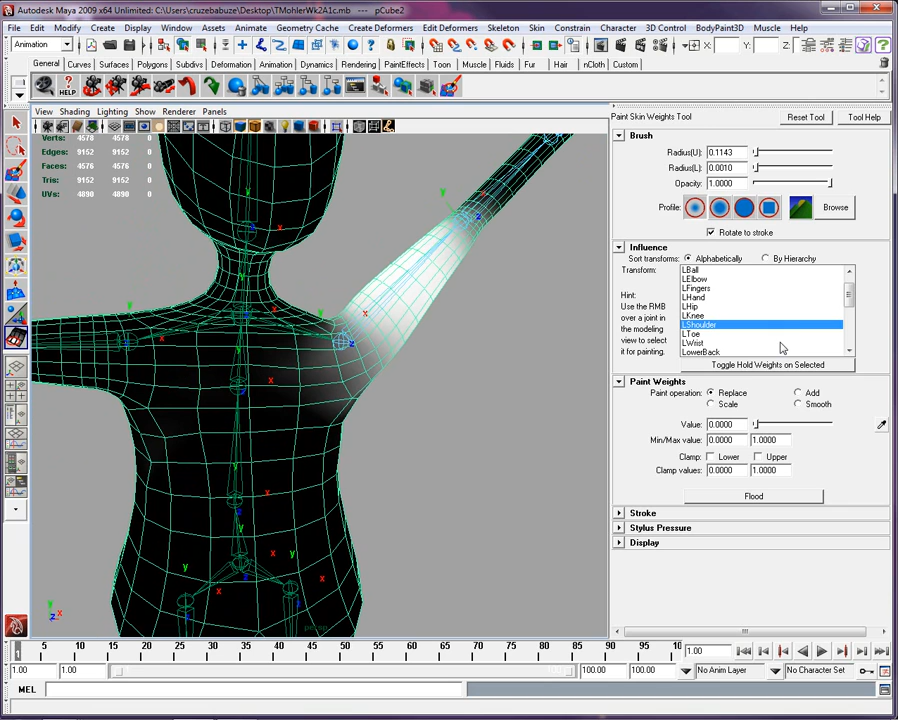 Autodesk Maya 2009 x64 Unlimited: C:\Users\cruzebabuze\Desktop\TMohlerWk2A1c.mb --- pCube2
File Edit Modify Create Display Window Assets Animate Geometry Cache Create Deformers Edit Deformers Skeleton Skin Constrain Character 3D Control BodyPaint3D Muscle Help
Animation X: Y: Z:
General Curves Surfaces Polygons Subdivs Deformation Animation Dynamics Rendering PaintEffects Toon Muscle Fluids Fur Hair nCloth Custom
HELP
View Shading Lighting Show Renderer Panels
Paint Skin Weights Tool Reset Tool Tool Help
Verts: 4578 4578 0
Edges: 9152 9152 0
Faces: 4576 4576 0
Tris: 9152 9152 0
UVs: 4890 4890 0
Brush
Radius(U): 0.1143
Radius(L): 0.0010
Opacity: 1.0000
Profile: Browse
Rotate to stroke
Influence
Sort transforms: Alphabetically By Hierarchy
Transform:
LBall
LElbow
LFingers
LHand
LHip
LKnee
LShoulder
LToe
LWrist
LowerBack
Hint:
Use the RMB
over a joint in
the modeling
view to select
it for painting.
Toggle Hold Weights on Selected
Paint Weights
Paint operation: Replace Add
Scale Smooth
Value: 0.0000
Min/Max value: 0.0000 1.0000
Clamp: Lower Upper
Clamp values: 0.0000 1.0000
Flood
Stroke
Stylus Pressure
Display
persp
5 10 15 20 25 30 35 40 45 50 55 60 65 70 75 80 85 90 95 10 1.00
1.00 1.00 100.00 100.00 No Anim Layer No Character Set
MEL